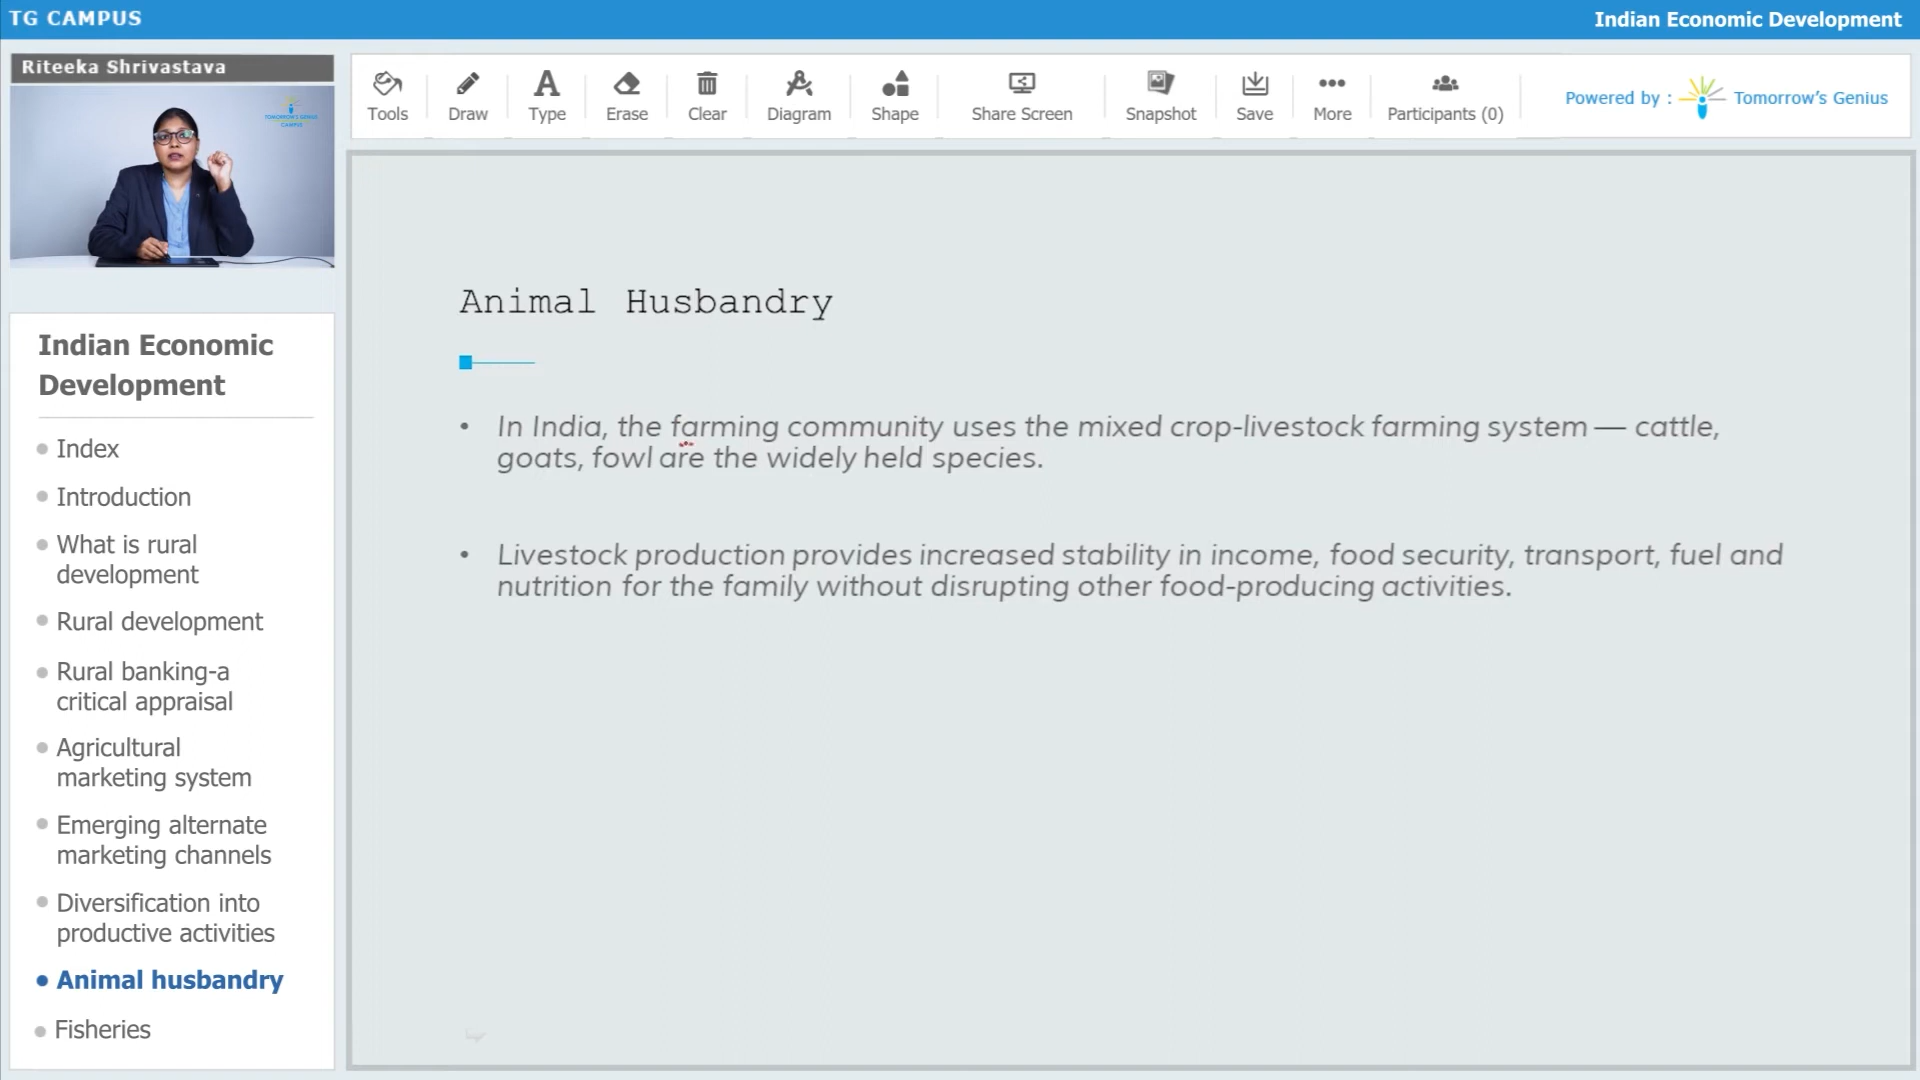 TG CAMPUS
Indian Economic Development
Riteeka Shrivastava
TOMORROW'S GENIUS
CAMPUS
Tools
Draw
Type
Erase
Clear
Diagram
Shape
Share Screen
Snapshot
Save
More
Participants (0)
Powered by :
Tomorrow's Genius
Indian Economic
Development
Index
Introduction
What is rural
development
Rural development
Rural banking-a
critical appraisal
Agricultural
marketing system
Emerging alternate
marketing channels
Diversification into
productive activities
Animal husbandry
Fisheries
Animal Husbandry
• In India, the farming community uses the mixed crop-livestock farming system — cattle,
goats, fowl are the widely held species.
• Livestock production provides increased stability in income, food security, transport, fuel and
nutrition for the family without disrupting other food-producing activities.